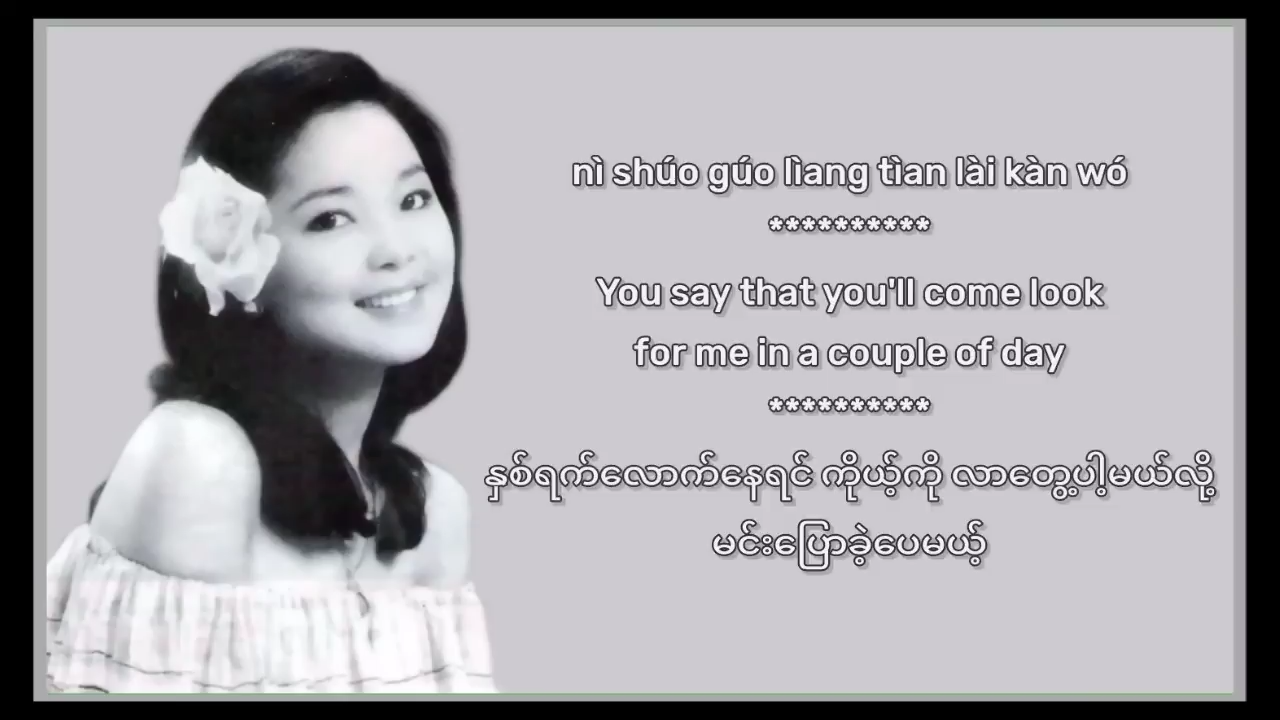 nì shúo gúo lìang tìan lài kàn wó
**********
You say that you'll come look
for me in a couple of day
**********
နှစ်ရက်လောက်နေရင် ကိုယ့်ကို လာတွေ့ပါ့မယ်လို့
မင်းပြောခဲ့ပေမယ့်